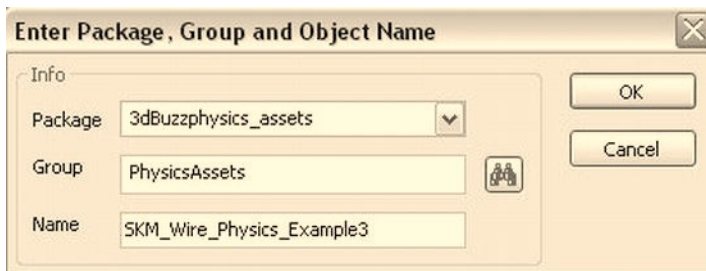 Enter Package, Group and Object Name
Info
Package
3dBuzzphysics_assets
OK
Group
PhysicsAssets
Cancel
Name
SKM_Wire_Physics_Example3